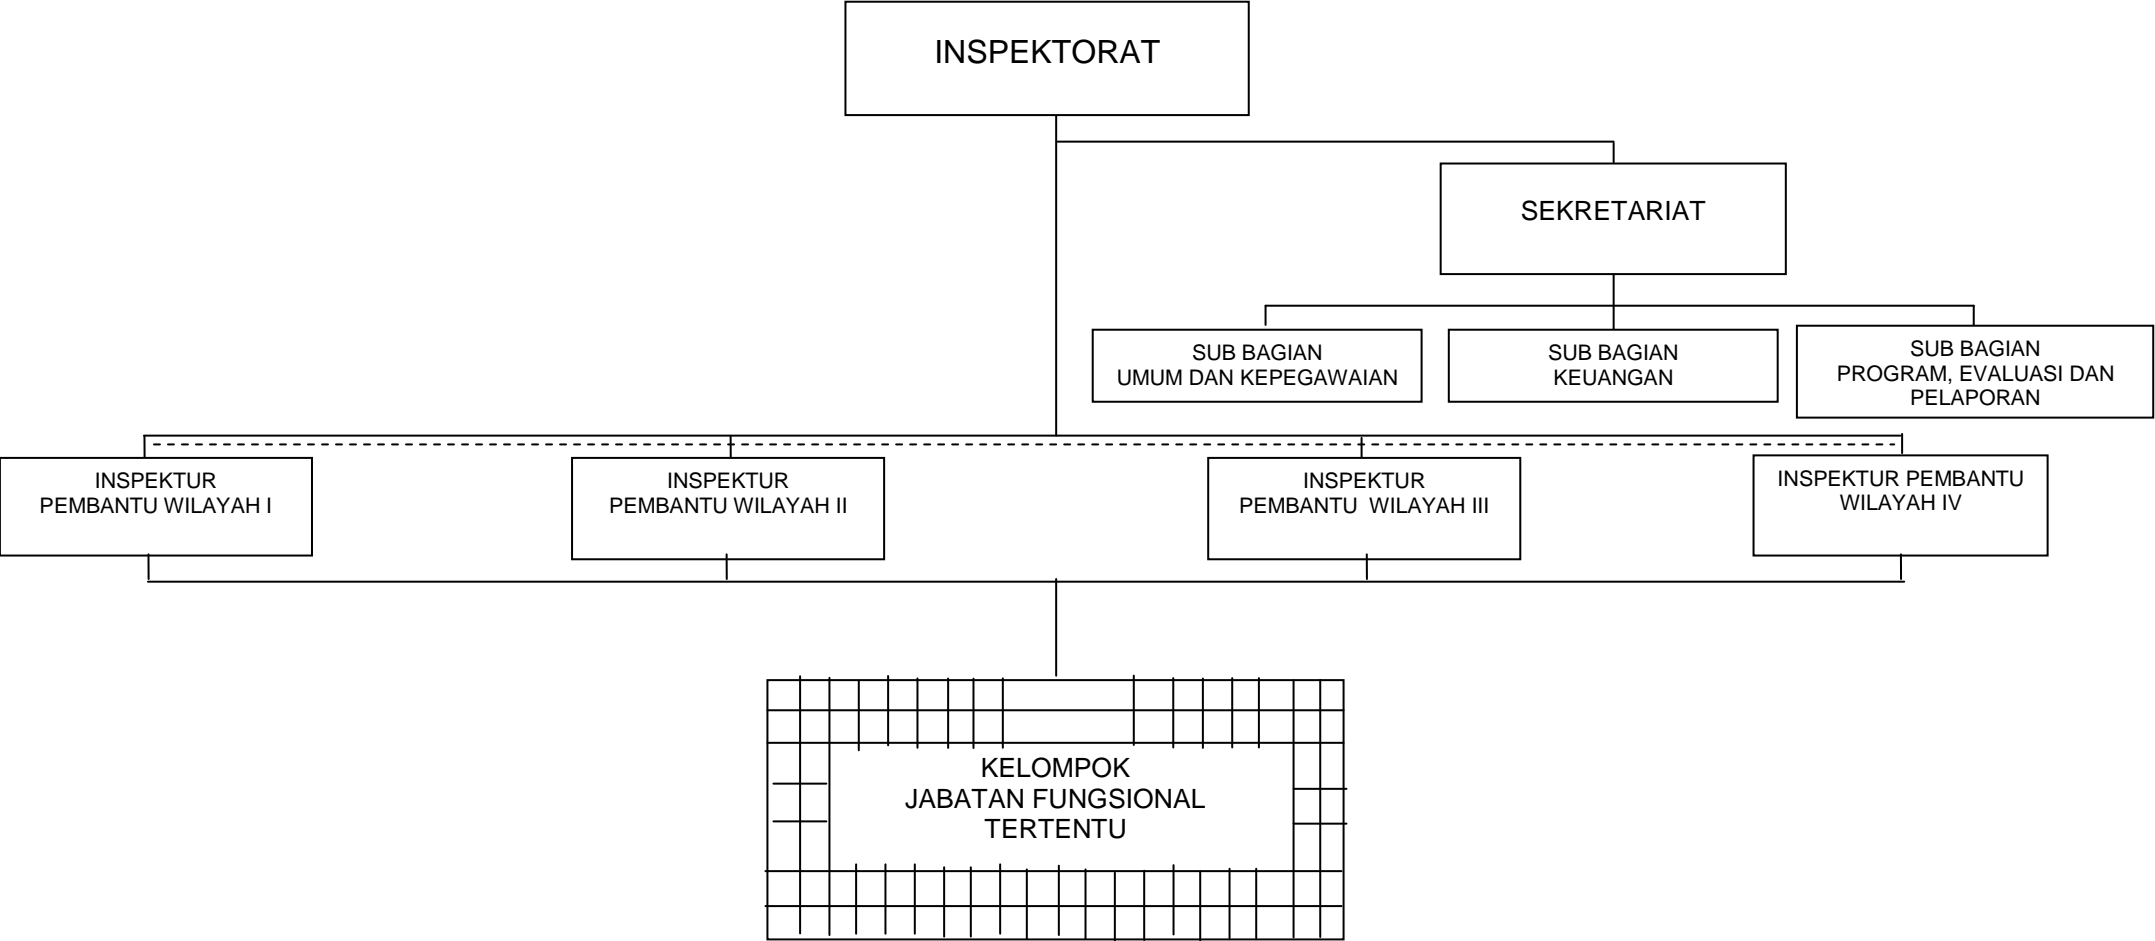 INSPEKTORAT
SEKRETARIAT
SUB BAGIAN
UMUM DAN KEPEGAWAIAN
SUB BAGIAN
KEUANGAN
SUB BAGIAN
PROGRAM, EVALUASI DAN
PELAPORAN
INSPEKTUR
PEMBANTU WILAYAH I
INSPEKTUR
PEMBANTU WILAYAH II
INSPEKTUR
PEMBANTU  WILAYAH III
INSPEKTUR PEMBANTU
WILAYAH IV
KELOMPOK
JABATAN FUNGSIONAL
TERTENTU